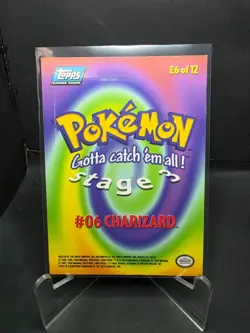 topps
E6 of 12
POKéMON
Gotta catch 'em all!
stage 3
#06 CHARIZARD